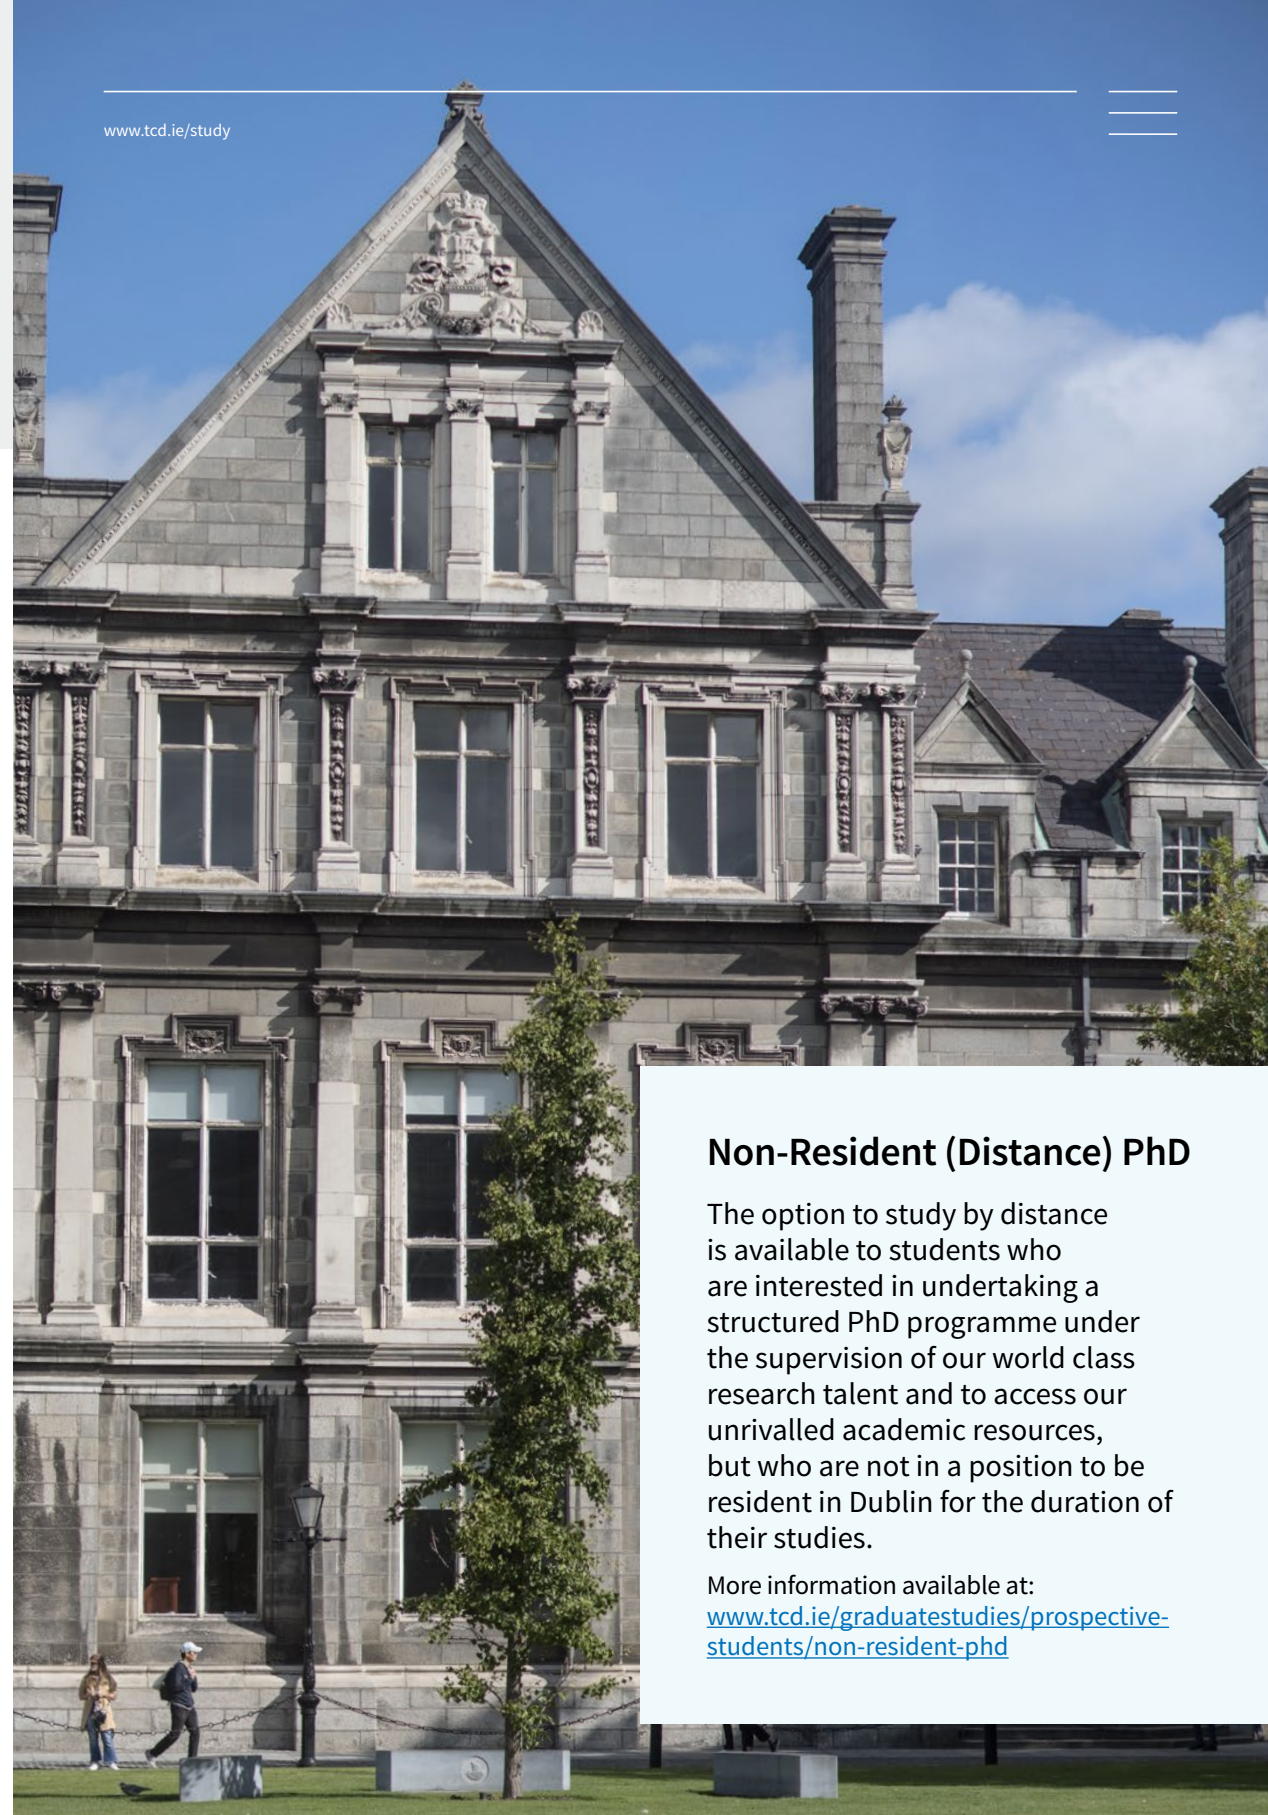 www.tcd.ie/study
Non-Resident (Distance) PhD
The option to study by distance
is available to students who
are interested in undertaking a
structured PhD programme under
the supervision of our world class
research talent and to access our
unrivalled academic resources,
but who are not in a position to be
resident in Dublin for the duration of
their studies.
More information available at:
www.tcd.ie/graduatestudies/prospective-
students/non-resident-phd